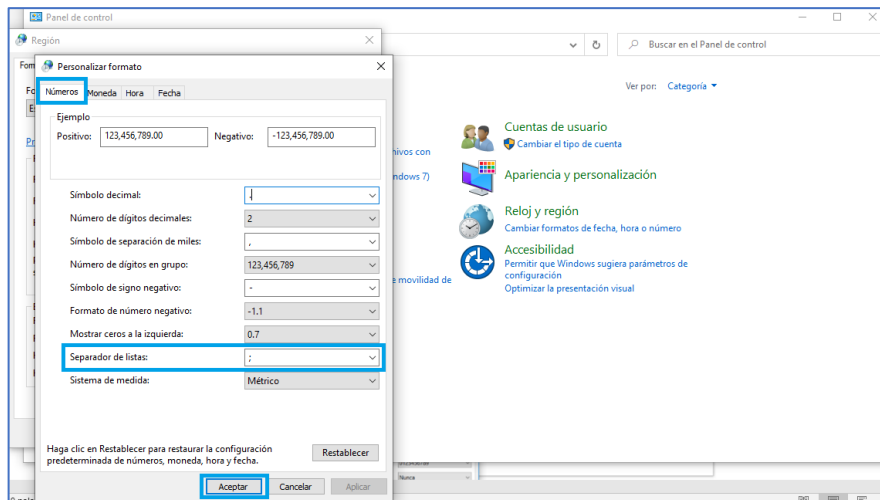 Panel de control
Región
Personalizar formato
Números Moneda Hora Fecha
Ejemplo
Positivo: 123,456,789.00 Negativo: -123,456,789.00
Símbolo decimal: .
Número de dígitos decimales: 2
Símbolo de separación de miles: ,
Número de dígitos en grupo: 123,456,789
Símbolo de signo negativo: -
Formato de número negativo: -1.1
Mostrar ceros a la izquierda: 0.7
Separador de listas: ;
Sistema de medida: Métrico
Haga clic en Restablecer para restaurar la configuración
predeterminada de números, moneda, hora y fecha.
Restablecer
Aceptar Cancelar Aplicar
Buscar en el Panel de control
Ver por: Categoría
Cuentas de usuario
Cambiar el tipo de cuenta
Apariencia y personalización
Reloj y región
Cambiar formatos de fecha, hora o número
Accesibilidad
Permitir que Windows sugiera parámetros de
configuración
Optimizar la presentación visual
con
7)
e movilidad de
Nunca